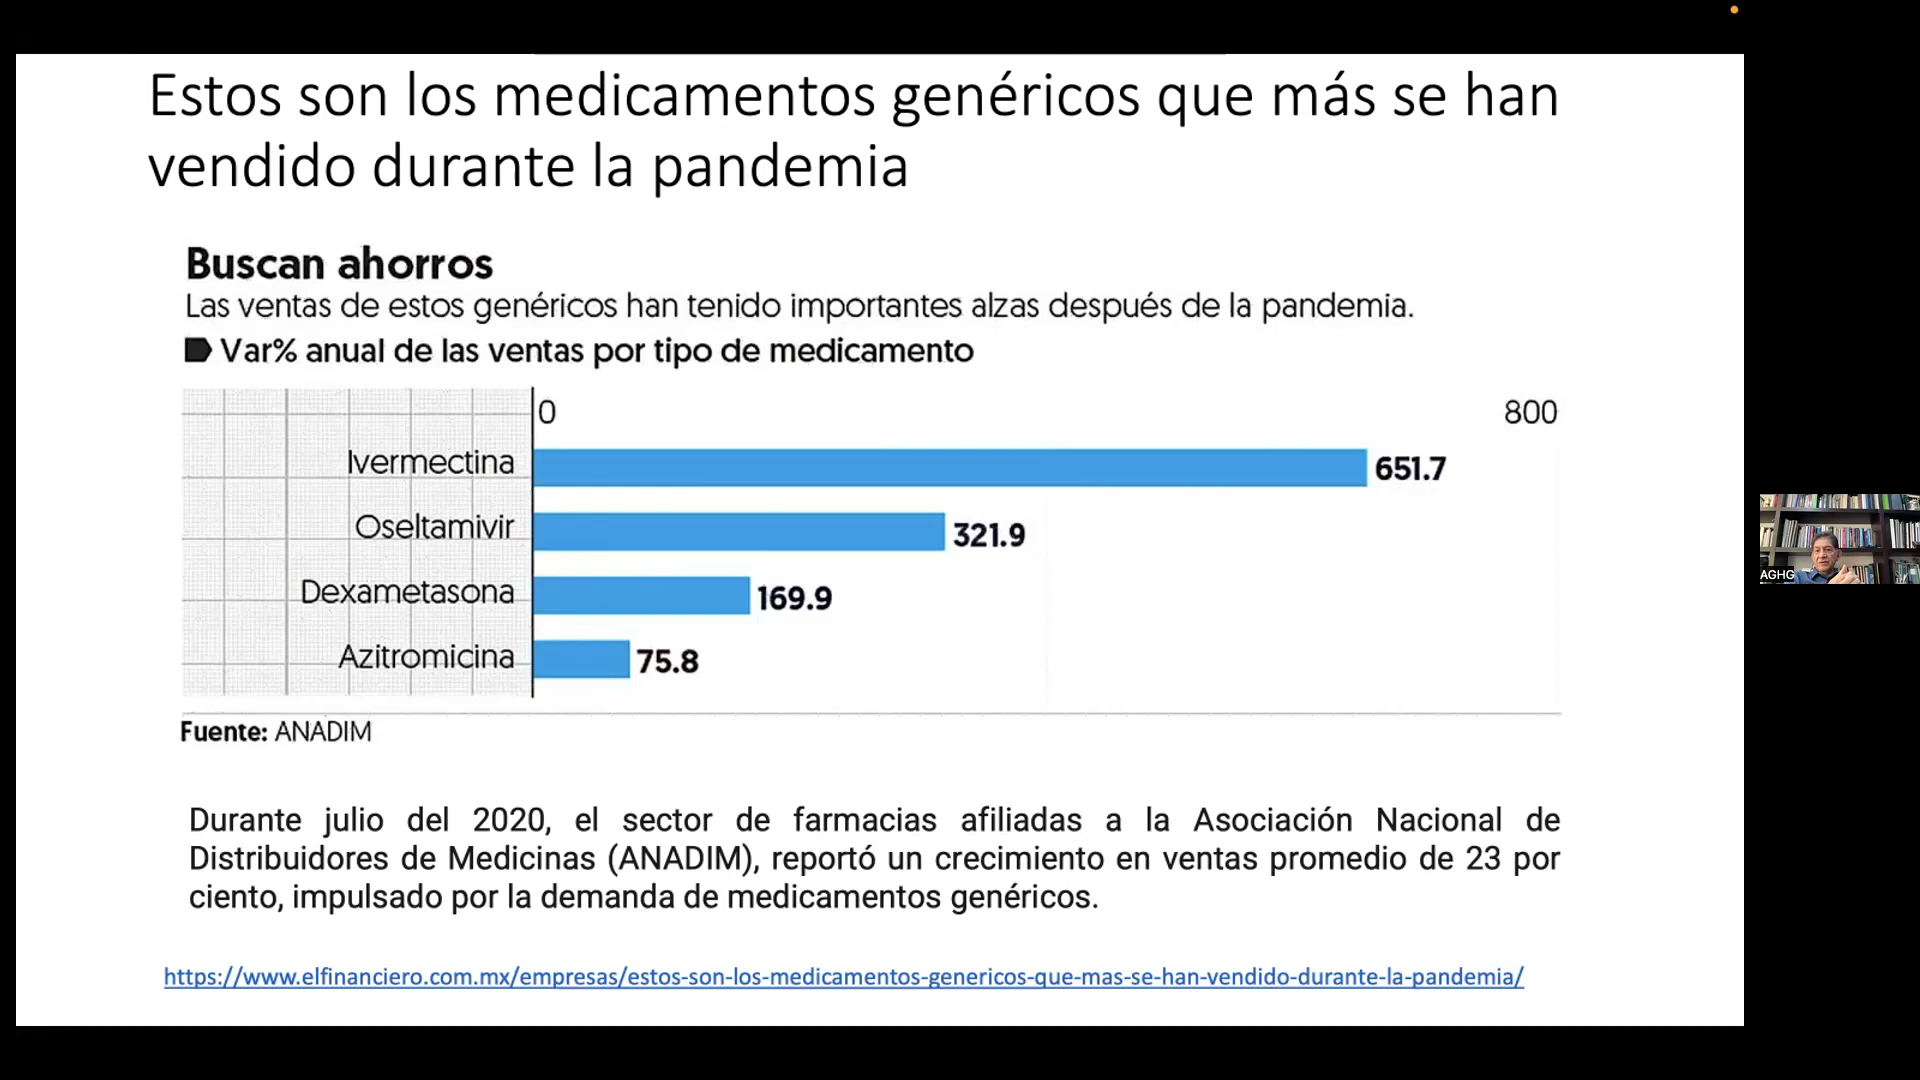 Estos son los medicamentos genéricos que más se han
vendido durante la pandemia
Buscan ahorros
Las ventas de estos genéricos han tenido importantes alzas después de la pandemia.
Var% anual de las ventas por tipo de medicamento
0 800
Ivermectina 651.7
Oseltamivir 321.9
Dexametasona 169.9
Azitromicina 75.8
Fuente: ANADIM
Durante julio del 2020, el sector de farmacias afiliadas a la Asociación Nacional de
Distribuidores de Medicinas (ANADIM), reportó un crecimiento en ventas promedio de 23 por
ciento, impulsado por la demanda de medicamentos genéricos.
https://www.elfinanciero.com.mx/empresas/estos-son-los-medicamentos-genericos-que-mas-se-han-vendido-durante-la-pandemia/
AGHG